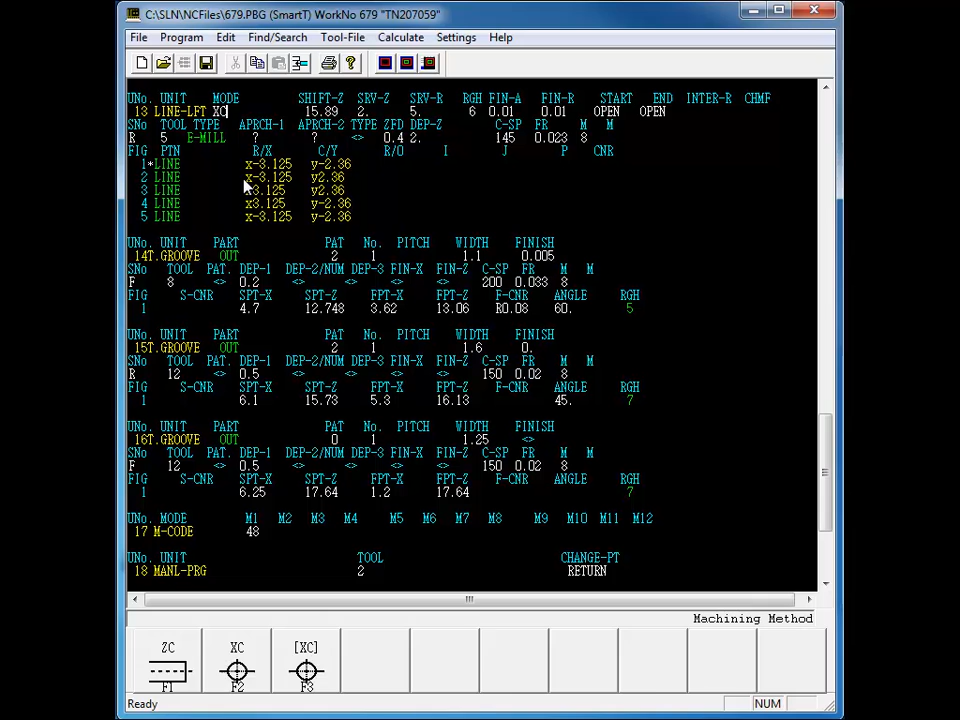 C:\SLN\NCFiles\679.PBG (SmartT) WorkNo 679 "TN207059"
File Program Edit Find/Search Tool-File Calculate Settings Help
UNo. UNIT MODE SHIFT-Z SRV-Z SRV-R RGH FIN-A FIN-R START END INTER-R CHMF
13 LINE-LFT XC 15.89 2. 5. 6 0.01 0.01 OPEN OPEN
SNo TOOL TYPE APRCH-1 APRCH-2 TYPE ZFD DEP-Z C-SP FR M M
R 5 E-MILL ? ? <> 0.4 2. 145 0.023 8
FIG PTN R/X C/Y R/O I J P CNR
1*LINE x-3.125 y-2.36
2 LINE x-3.125 y2.36
3 LINE x3.125 y2.36
4 LINE x3.125 y-2.36
5 LINE x-3.125 y-2.36
UNo. UNIT PART PAT No. PITCH WIDTH FINISH
14T.GROOVE OUT 2 1 1.1 0.005
SNo TOOL PAT. DEP-1 DEP-2/NUM DEP-3 FIN-X FIN-Z C-SP FR M M
F 8 <> 0.2 <> <> <> <> 200 0.033 8
FIG S-CNR SPT-X SPT-Z FPT-X FPT-Z F-CNR ANGLE RGH
1 4.7 12.748 3.62 13.06 R0.08 60. 5
UNo. UNIT PART PAT No. PITCH WIDTH FINISH
15T.GROOVE OUT 2 1 1.6 0.
SNo TOOL PAT. DEP-1 DEP-2/NUM DEP-3 FIN-X FIN-Z C-SP FR M M
R 12 <> 0.5 <> <> <> <> 150 0.02 8
FIG S-CNR SPT-X SPT-Z FPT-X FPT-Z F-CNR ANGLE RGH
1 6.1 15.73 5.3 16.13 45. 7
UNo. UNIT PART PAT No. PITCH WIDTH FINISH
16T.GROOVE OUT 0 1 1.25 <>
SNo TOOL PAT. DEP-1 DEP-2/NUM DEP-3 FIN-X FIN-Z C-SP FR M M
F 12 <> 0.5 <> <> <> <> 150 0.02 8
FIG S-CNR SPT-X SPT-Z FPT-X FPT-Z F-CNR ANGLE RGH
1 6.25 17.64 1.2 17.64 7
UNo. MODE M1 M2 M3 M4 M5 M6 M7 M8 M9 M10 M11 M12
17 M-CODE 48
UNo. UNIT TOOL CHANGE-PT
18 MANL-PRG 2 RETURN
Machining Method
ZC XC [XC]
F1 F2 F3
Ready NUM